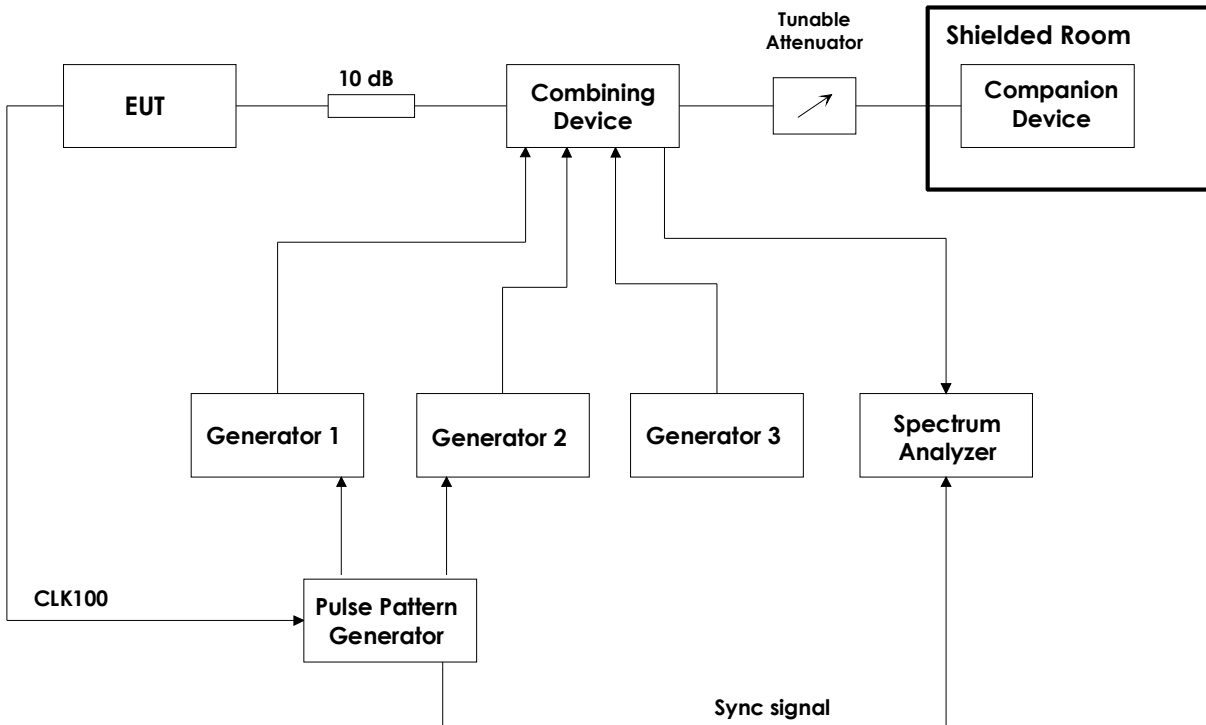 Tunable
Attenuator
Shielded Room
10 dB
EUT
Combining
Device
Companion
Device
Generator 1
Generator 2
Generator 3
Spectrum
Analyzer
CLK100
Pulse Pattern
Generator
Sync signal